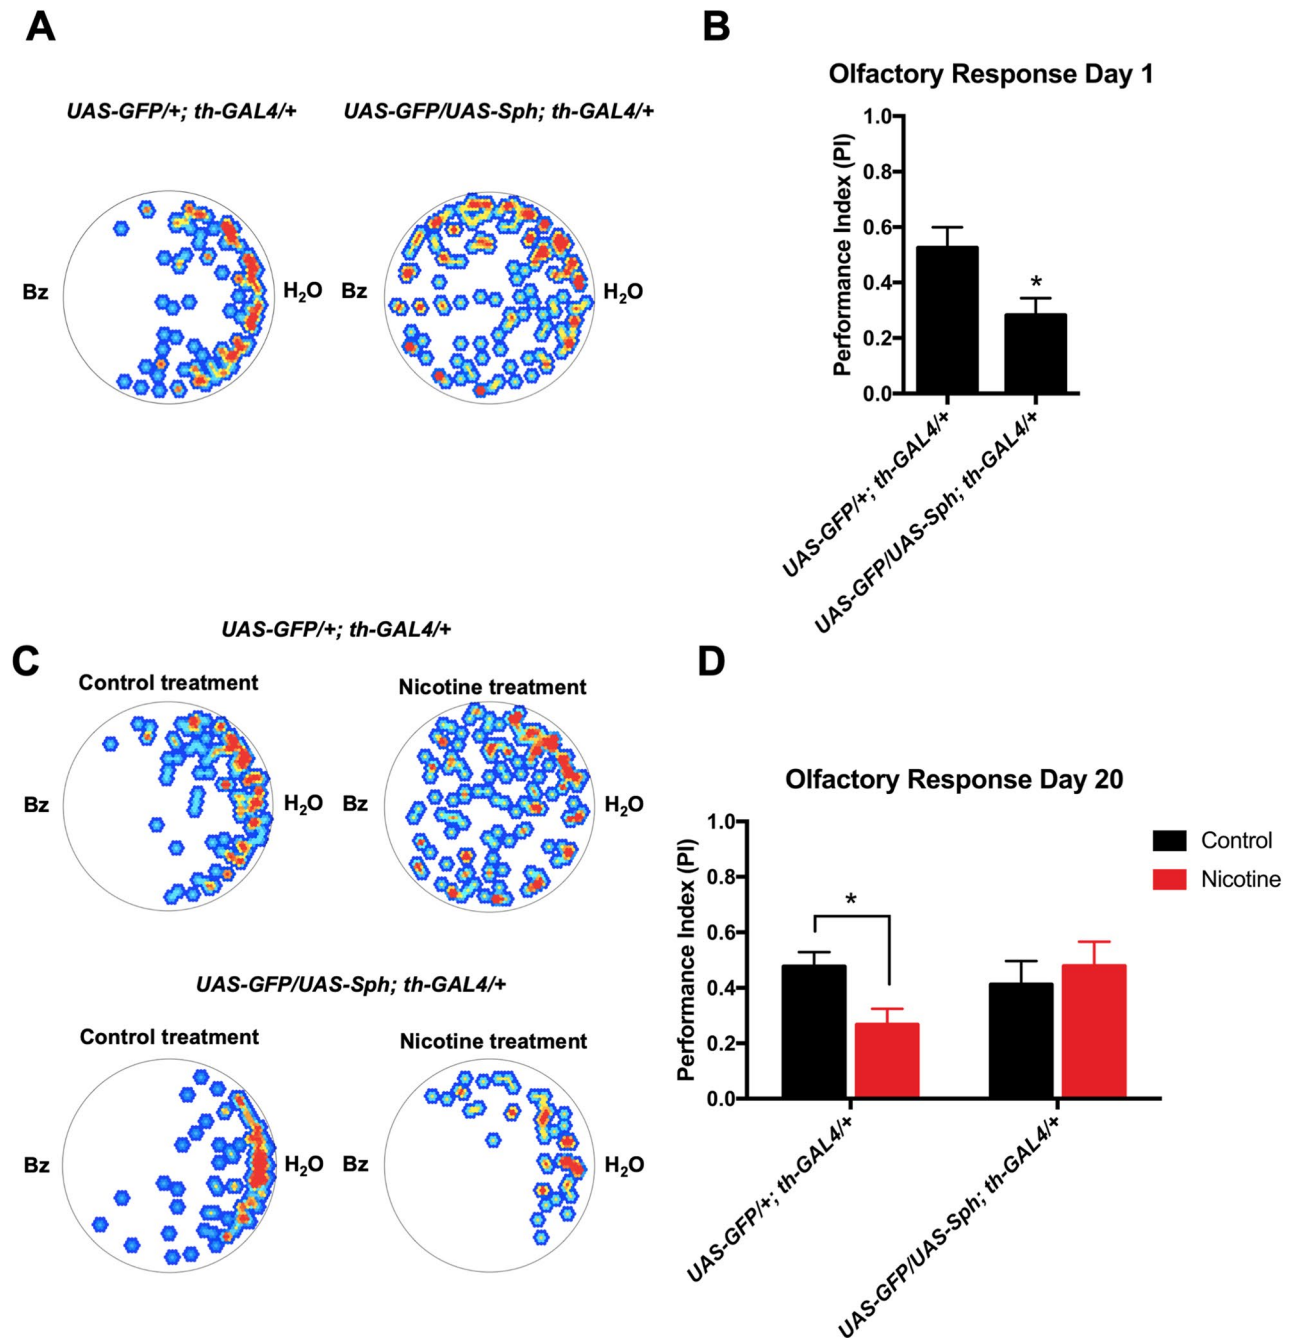 A
UAS-GFP/+; th-GAL4/+
UAS-GFP/UAS-Sph; th-GAL4/+
Bz
H2O
Bz
H2O
B
Olfactory Response Day 1
Performance Index (PI)
1.0
0.8
0.6
0.4
0.2
0.0
*
UAS-GFP/+; th-GAL4/+
UAS-GFP/UAS-Sph; th-GAL4/+
C
UAS-GFP/+; th-GAL4/+
Control treatment
Nicotine treatment
Bz
H2O
Bz
H2O
UAS-GFP/UAS-Sph; th-GAL4/+
Control treatment
Nicotine treatment
Bz
H2O
Bz
H2O
D
Olfactory Response Day 20
Performance Index (PI)
1.0
0.8
0.6
0.4
0.2
0.0
*
Control
Nicotine
UAS-GFP/+; th-GAL4/+
UAS-GFP/UAS-Sph; th-GAL4/+